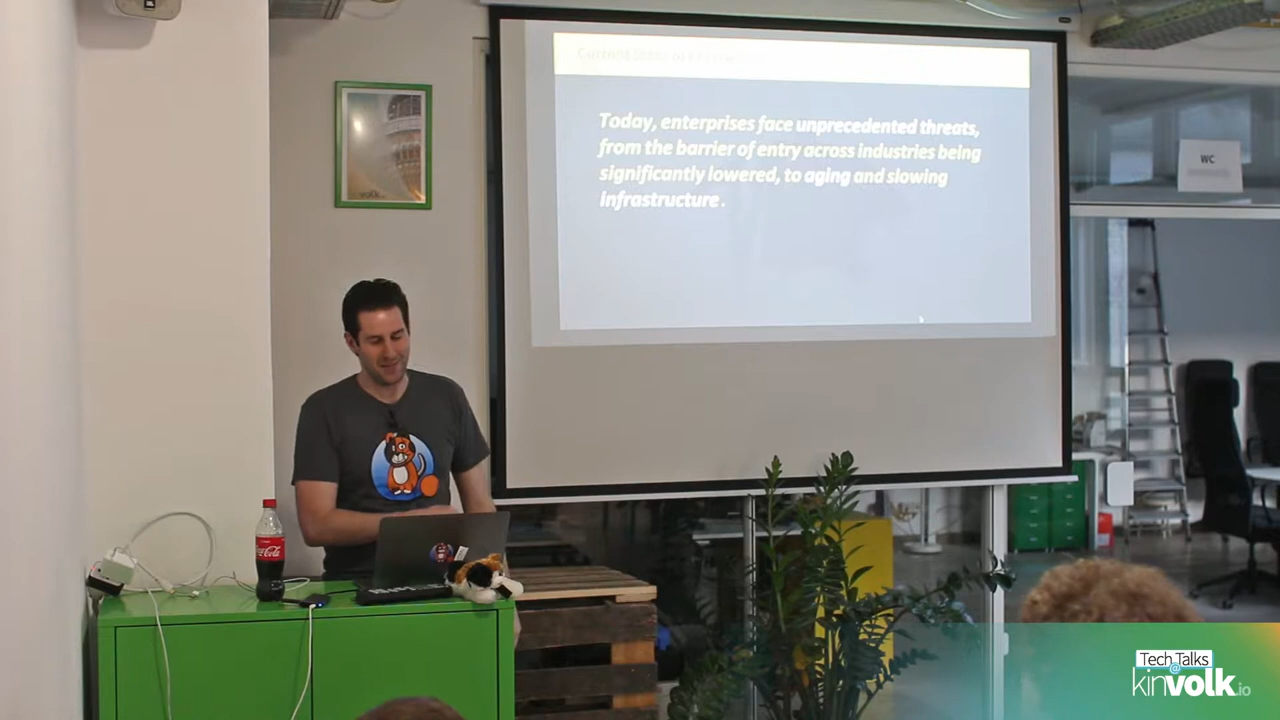 Today, enterprises face unprecedented threats,
from the barrier of entry across industries being
significantly lowered, to aging and slowing
infrastructure.
WC
volk
Coca-Cola
Tech Talks
@
kinvolk.io